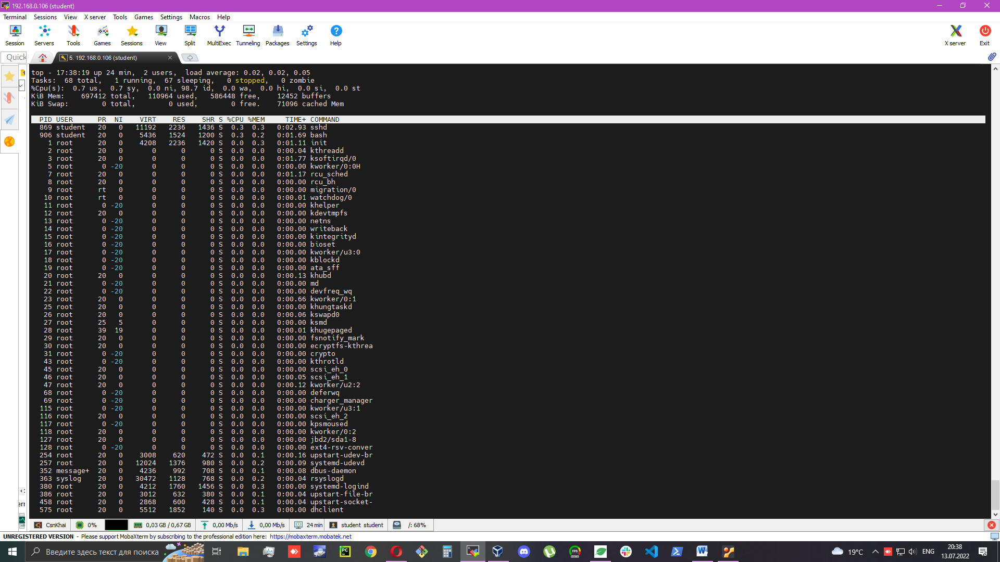 192.168.0.106 (student)
Terminal Sessions View X server Tools Games Settings Macros Help
Session Servers Tools Games Sessions View Split MultiExec Tunneling Packages Settings Help X server Exit
Quick 5. 192.168.0.106 (student)
top - 17:38:19 up 24 min,  2 users,  load average: 0.02, 0.02, 0.05
Tasks:  68 total,   1 running,  67 sleeping,   0 stopped,   0 zombie
%Cpu(s):  0.7 us,  0.7 sy,  0.0 ni, 98.7 id,  0.0 wa,  0.0 hi,  0.0 si,  0.0 st
KiB Mem:    697412 total,   110964 used,   586448 free,    12452 buffers
KiB Swap:        0 total,        0 used,        0 free.    71096 cached Mem
PID USER PR NI VIRT RES SHR S %CPU %MEM TIME+ COMMAND
869 student 20 0 11192 2236 1436 S 0.3 0.3 0:02.93 sshd
906 student 20 0 5436 1524 1200 S 0.3 0.2 0:01.69 bash
1 root 20 0 4208 2236 1420 S 0.0 0.3 0:01.11 init
2 root 20 0 0 0 0 S 0.0 0.0 0:00.04 kthreadd
3 root 20 0 0 0 0 S 0.0 0.0 0:01.77 ksoftirqd/0
5 root 0 -20 0 0 0 S 0.0 0.0 0:00.00 kworker/0:0H
7 root 20 0 0 0 0 S 0.0 0.0 0:01.17 rcu_sched
8 root 20 0 0 0 0 S 0.0 0.0 0:00.00 rcu_bh
9 root rt 0 0 0 0 S 0.0 0.0 0:00.00 migration/0
10 root rt 0 0 0 0 S 0.0 0.0 0:00.01 watchdog/0
11 root 0 -20 0 0 0 S 0.0 0.0 0:00.00 khelper
12 root 20 0 0 0 0 S 0.0 0.0 0:00.00 kdevtmpfs
13 root 0 -20 0 0 0 S 0.0 0.0 0:00.00 netns
14 root 0 -20 0 0 0 S 0.0 0.0 0:00.00 writeback
15 root 0 -20 0 0 0 S 0.0 0.0 0:00.00 kintegrityd
16 root 0 -20 0 0 0 S 0.0 0.0 0:00.00 bioset
17 root 0 -20 0 0 0 S 0.0 0.0 0:00.00 kworker/u3:0
18 root 0 -20 0 0 0 S 0.0 0.0 0:00.00 kblockd
19 root 0 -20 0 0 0 S 0.0 0.0 0:00.00 ata_sff
20 root 20 0 0 0 0 S 0.0 0.0 0:00.13 khubd
21 root 0 -20 0 0 0 S 0.0 0.0 0:00.00 md
22 root 0 -20 0 0 0 S 0.0 0.0 0:00.00 devfreq_wq
23 root 20 0 0 0 0 S 0.0 0.0 0:00.66 kworker/0:1
25 root 20 0 0 0 0 S 0.0 0.0 0:00.00 khungtaskd
26 root 20 0 0 0 0 S 0.0 0.0 0:00.06 kswapd0
27 root 25 5 0 0 0 S 0.0 0.0 0:00.00 ksmd
28 root 39 19 0 0 0 S 0.0 0.0 0:00.01 khugepaged
29 root 20 0 0 0 0 S 0.0 0.0 0:00.00 fsnotify_mark
30 root 20 0 0 0 0 S 0.0 0.0 0:00.00 ecryptfs-kthrea
31 root 0 -20 0 0 0 S 0.0 0.0 0:00.00 crypto
43 root 0 -20 0 0 0 S 0.0 0.0 0:00.00 kthrotld
45 root 20 0 0 0 0 S 0.0 0.0 0:00.00 scsi_eh_0
46 root 20 0 0 0 0 S 0.0 0.0 0:00.05 scsi_eh_1
47 root 20 0 0 0 0 S 0.0 0.0 0:00.12 kworker/u2:2
68 root 0 -20 0 0 0 S 0.0 0.0 0:00.00 deferwq
69 root 0 -20 0 0 0 S 0.0 0.0 0:00.00 charger_manager
115 root 0 -20 0 0 0 S 0.0 0.0 0:00.00 kworker/u3:1
116 root 20 0 0 0 0 S 0.0 0.0 0:00.00 scsi_eh_2
117 root 0 -20 0 0 0 S 0.0 0.0 0:00.00 kpsmoused
118 root 20 0 0 0 0 S 0.0 0.0 0:00.00 kworker/0:2
127 root 20 0 0 0 0 S 0.0 0.0 0:00.00 jbd2/sda1-8
128 root 0 -20 0 0 0 S 0.0 0.0 0:00.00 ext4-rsv-conver
254 root 20 0 3008 620 472 S 0.0 0.1 0:00.16 upstart-udev-br
257 root 20 0 12024 1376 980 S 0.0 0.2 0:00.09 systemd-udevd
352 message+ 20 0 4236 992 708 S 0.0 0.1 0:00.08 dbus-daemon
363 syslog 20 0 30472 1128 768 S 0.0 0.2 0:00.04 rsyslogd
380 root 20 0 4212 1760 1456 S 0.0 0.3 0:00.00 systemd-logind
386 root 20 0 3012 632 380 S 0.0 0.1 0:00.04 upstart-file-br
458 root 20 0 2868 600 428 S 0.0 0.1 0:00.04 upstart-socket-
575 root 20 0 5512 1852 140 S 0.0 0.3 0:00.00 dhclient
CsnKhai 0% 0,03 GB / 0,67 GB 0,00 Mb/s 0,00 Mb/s 24 min student student /: 68%
UNREGISTERED VERSION - Please support MobaXterm by subscribing to the professional edition here: https://mobaxterm.mobatek.net
Введите здесь текст для поиска 19°C ENG 20:38
13.07.2022